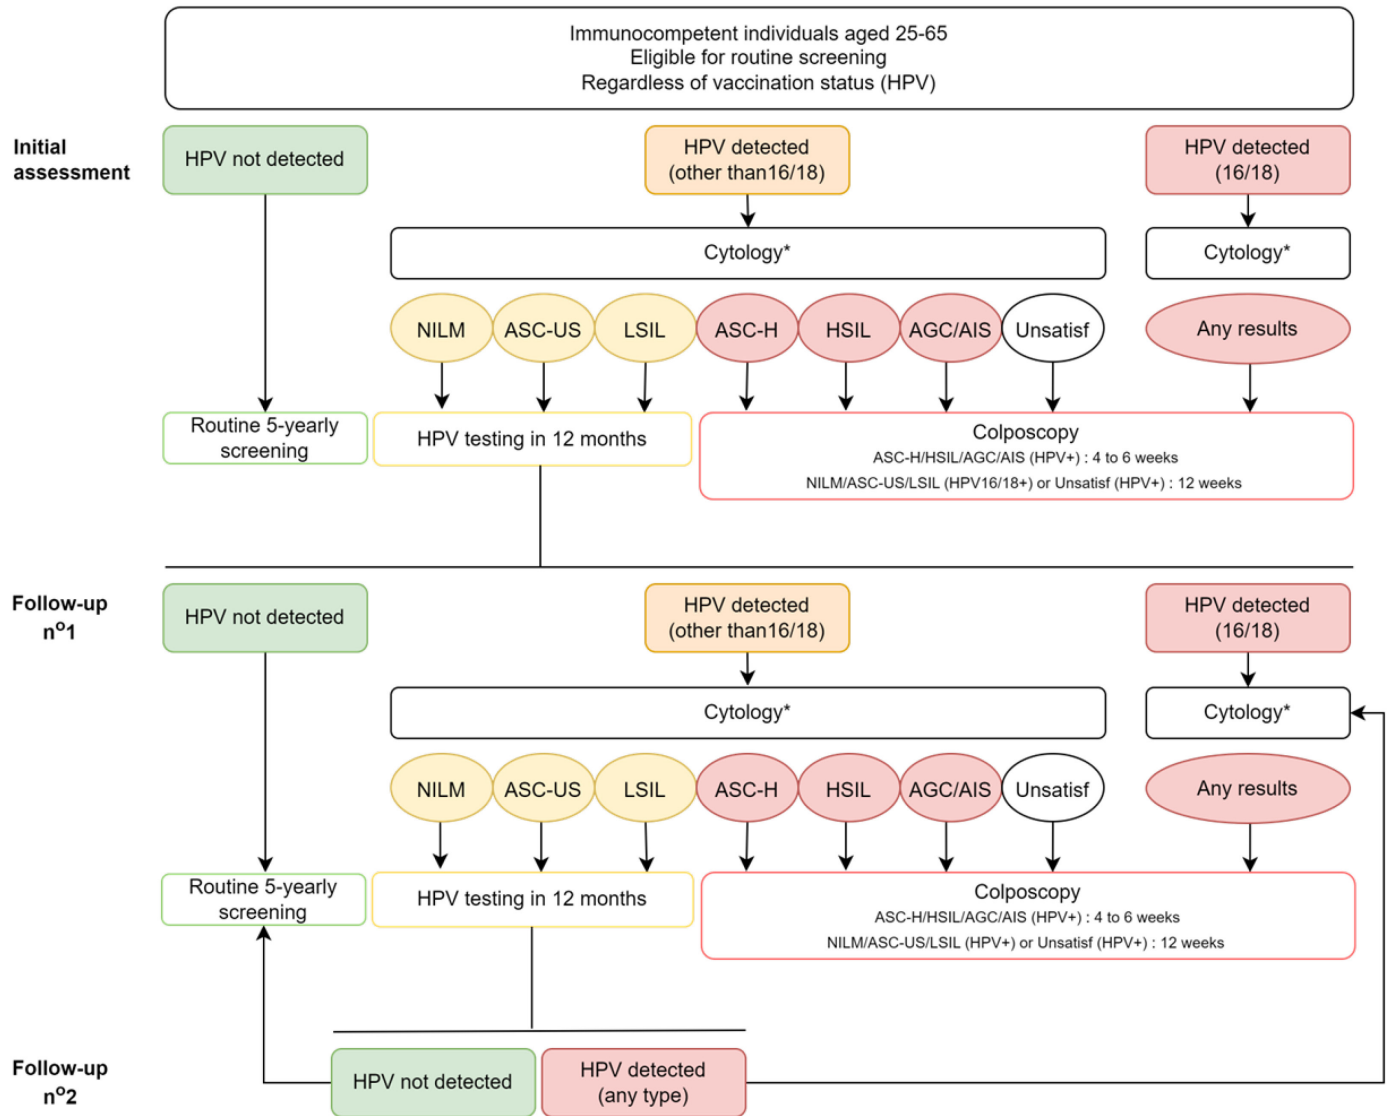 Immunocompetent individuals aged 25-65
Eligible for routine screening
Regardless of vaccination status (HPV)
Initial
assessment
HPV not detected
HPV detected
(other than16/18)
HPV detected
(16/18)
Cytology*
Cytology*
NILM
ASC-US
LSIL
ASC-H
HSIL
AGC/AIS
Unsatisf
Any results
Routine 5-yearly
screening
HPV testing in 12 months
Colposcopy
ASC-H/HSIL/AGC/AIS (HPV+) : 4 to 6 weeks
NILM/ASC-US/LSIL (HPV16/18+) or Unsatisf (HPV+) : 12 weeks
Follow-up
nº1
HPV not detected
HPV detected
(other than16/18)
HPV detected
(16/18)
Cytology*
Cytology*
NILM
ASC-US
LSIL
ASC-H
HSIL
AGC/AIS
Unsatisf
Any results
Routine 5-yearly
screening
HPV testing in 12 months
Colposcopy
ASC-H/HSIL/AGC/AIS (HPV+) : 4 to 6 weeks
NILM/ASC-US/LSIL (HPV+) or Unsatisf (HPV+) : 12 weeks
Follow-up
nº2
HPV not detected
HPV detected
(any type)